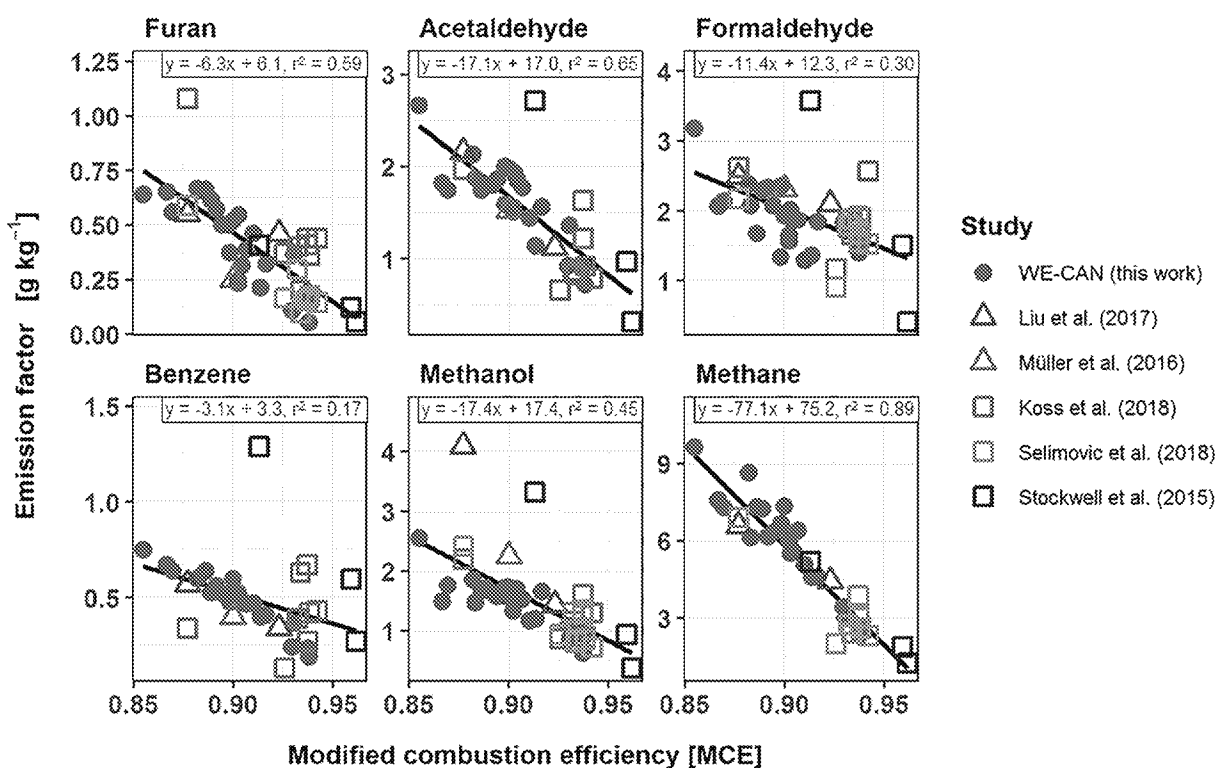 Furan
Acetaldehyde
Formaldehyde
y = -6.3x + 6.1, r² = 0.59
y = -17.1x + 17.0, r² = 0.65
y = -11.4x + 12.3, r² = 0.30
1.25
1.00
0.75
0.50
0.25
0.00
3
2
1
4
3
2
1
Benzene
Methanol
Methane
y = -3.1x + 3.3, r² = 0.17
y = -17.4x + 17.4, r² = 0.45
y = -77.1x + 75.2, r² = 0.89
1.5
1.0
0.5
4
3
2
1
9
6
3
0.85 0.90 0.95
0.85 0.90 0.95
0.85 0.90 0.95
Emission factor [g kg⁻¹]
Modified combustion efficiency [MCE]
Study
WE-CAN (this work)
Liu et al. (2017)
Müller et al. (2016)
Koss et al. (2018)
Selimovic et al. (2018)
Stockwell et al. (2015)